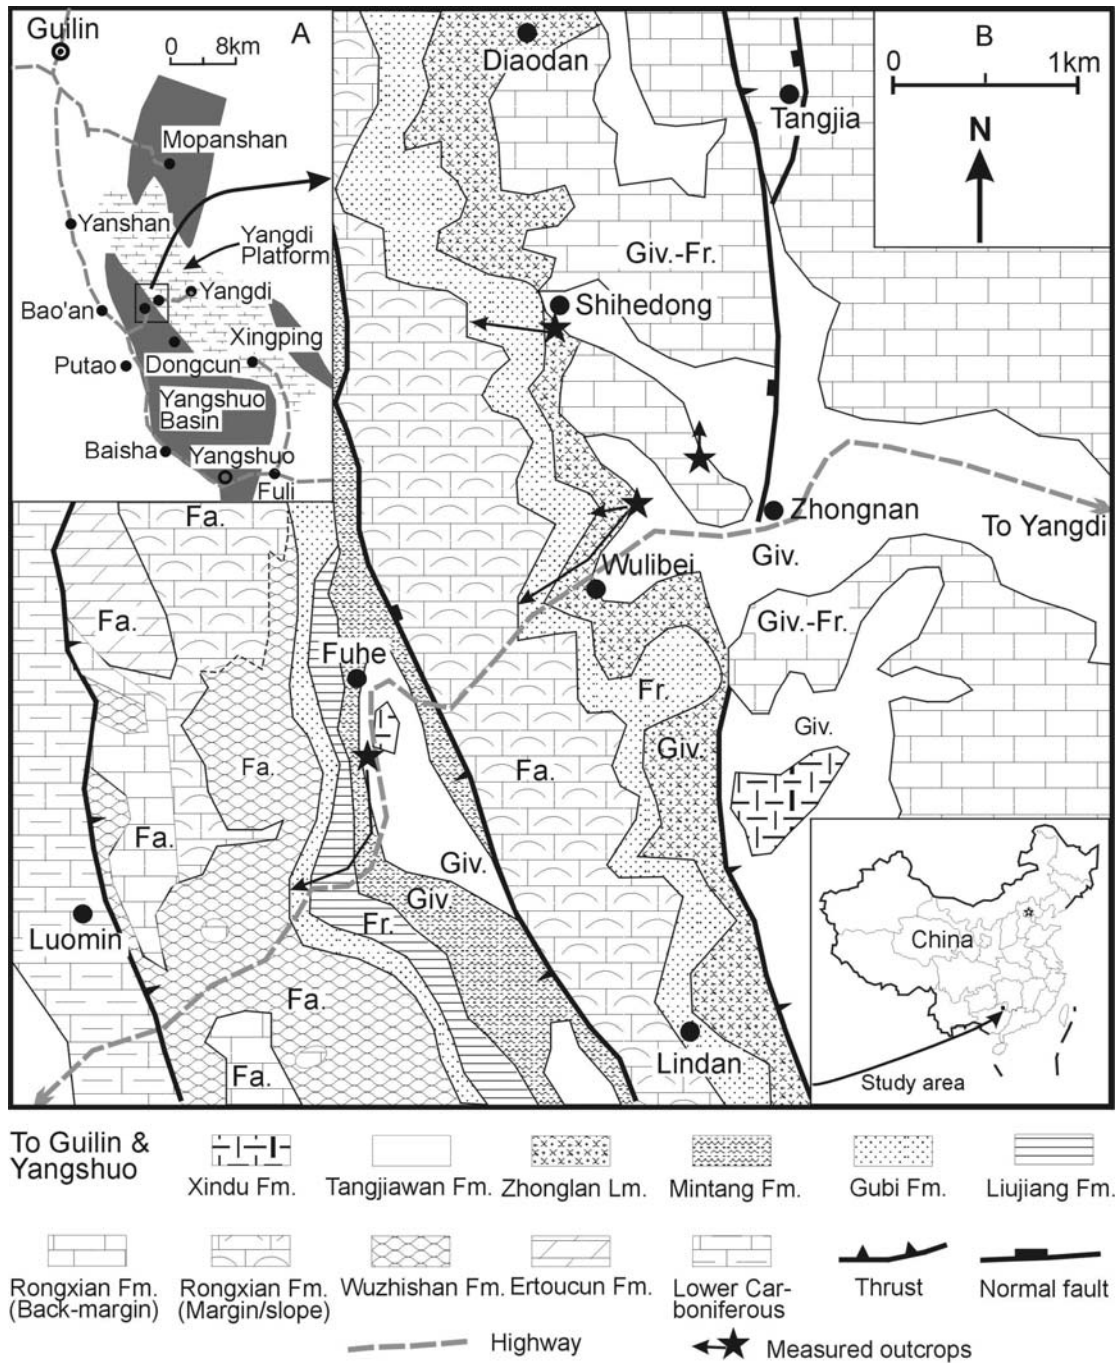 Guilin
0 8km
A
Mopanshan
Yanshan
Yangdi
Platform
Yangdi
Bao'an
Xingping
Putao
Dongcun
Yangshuo
Basin
Baisha
Yangshuo
Fuli
Diaodan
B
0 1km
Tangjia
N
Giv.-Fr.
Shihedong
Zhongnan
To Yangdi
Giv.
Wulibei
Giv.-Fr.
Fa.
Fa.
Fa.
Fuhe
Fr.
Giv.
Giv.
Fa.
Fa.
Fa.
Giv.
Giv.
Luomin
Fr.
China
Fa.
Fa.
Lindan
Study area
To Guilin &
Yangshuo
Xindu Fm.
Tangjiawan Fm.
Zhonglan Lm.
Mintang Fm.
Gubi Fm.
Liujiang Fm.
Rongxian Fm.
(Back-margin)
Rongxian Fm.
(Margin/slope)
Wuzhishan Fm.
Ertoucun Fm.
Lower Car-
boniferous
Thrust
Normal fault
Highway
Measured outcrops